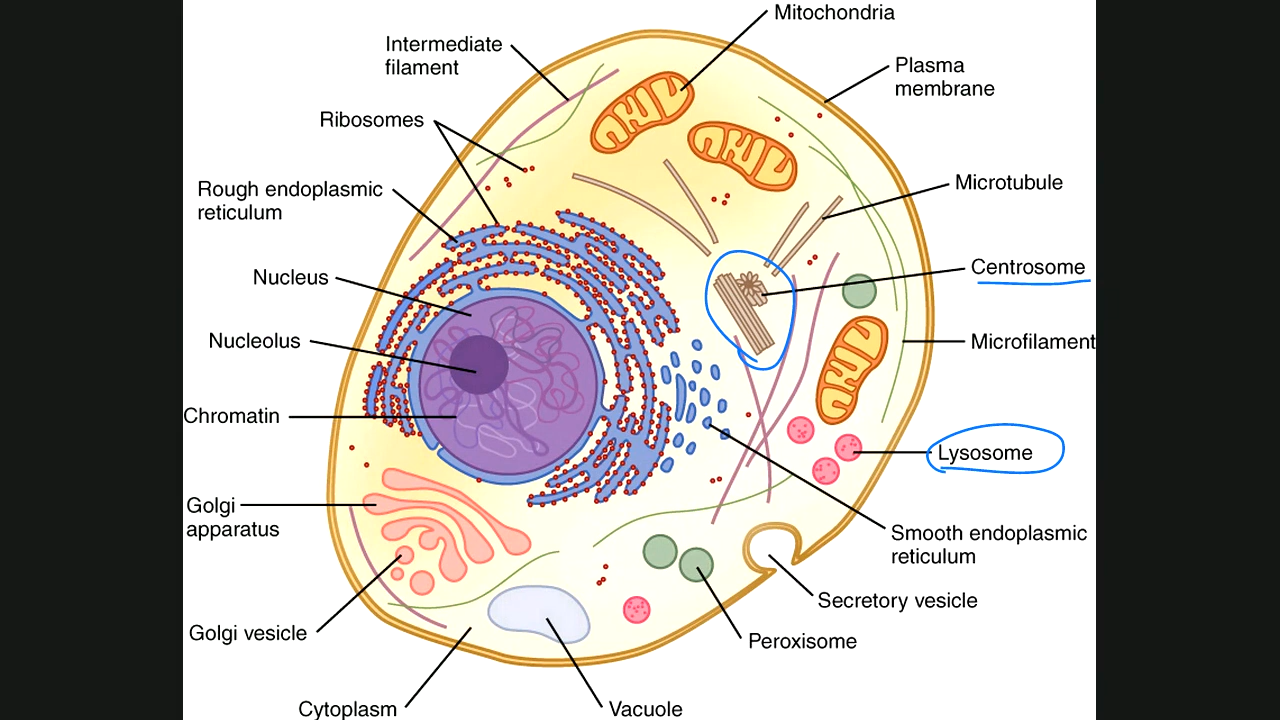 Mitochondria
Intermediate
filament
Plasma
membrane
Ribosomes
Rough endoplasmic
reticulum
Microtubule
Nucleus
Centrosome
Nucleolus
Microfilament
Chromatin
Lysosome
Golgi
apparatus
Smooth endoplasmic
reticulum
Secretory vesicle
Golgi vesicle
Peroxisome
Cytoplasm
Vacuole